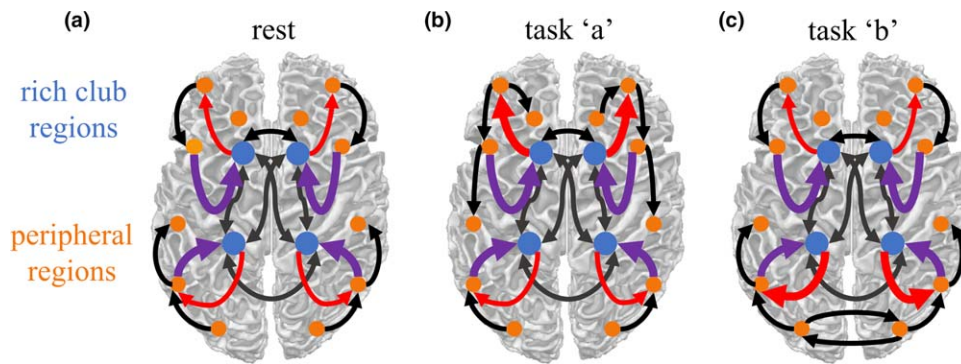 (a) rest
(b) task ‘a’
(c) task ‘b’
rich club
regions
peripheral
regions